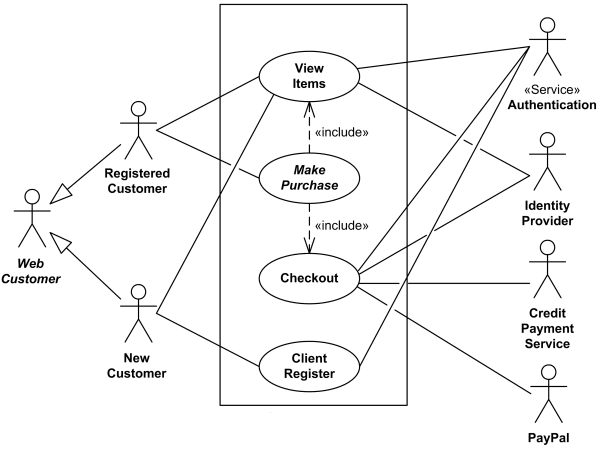 View
Items
«Service»
Authentication
«include»
Registered
Customer
Make
Purchase
Identity
Provider
«include»
Web
Customer
Checkout
Credit
Payment
Service
New
Customer
Client
Register
PayPal